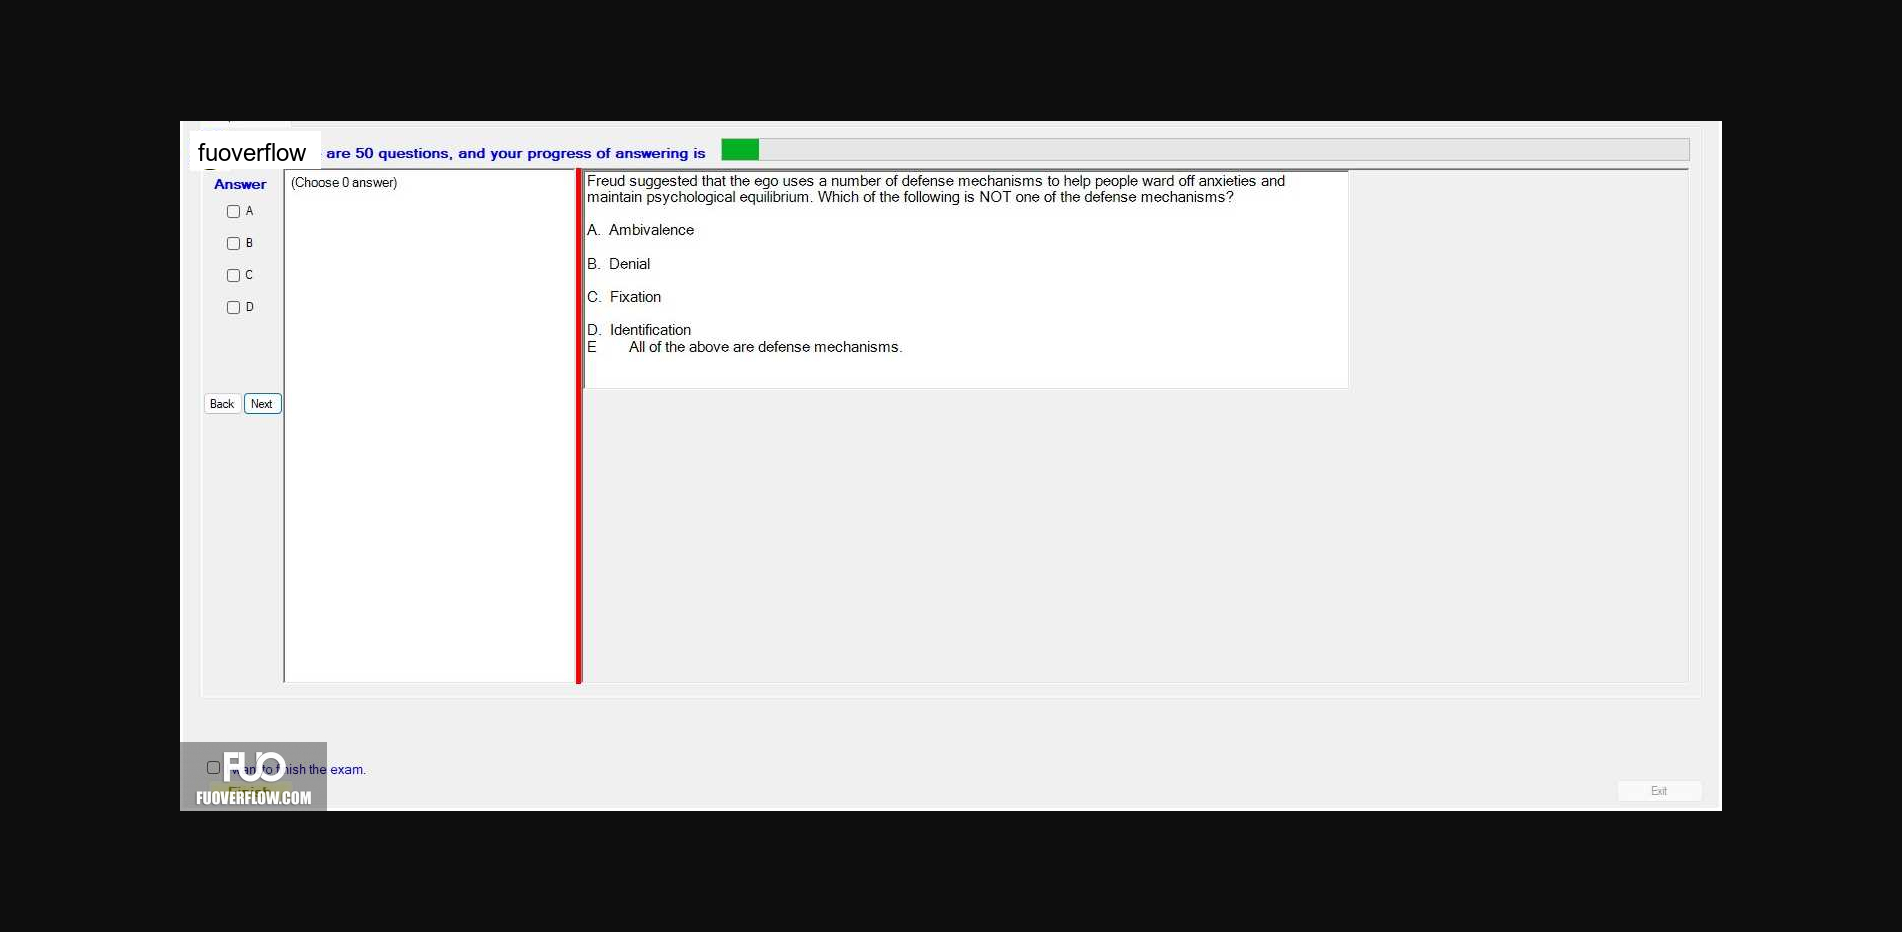 fuoverflow are 50 questions, and your progress of answering is
Answer
(Choose 0 answer)
A
B
C
D
Back Next
Freud suggested that the ego uses a number of defense mechanisms to help people ward off anxieties and
maintain psychological equilibrium. Which of the following is NOT one of the defense mechanisms?
A. Ambivalence
B. Denial
C. Fixation
D. Identification
E All of the above are defense mechanisms.
FUO
want to finish the exam.
Finish
FUOVERFLOW.COM
Exit